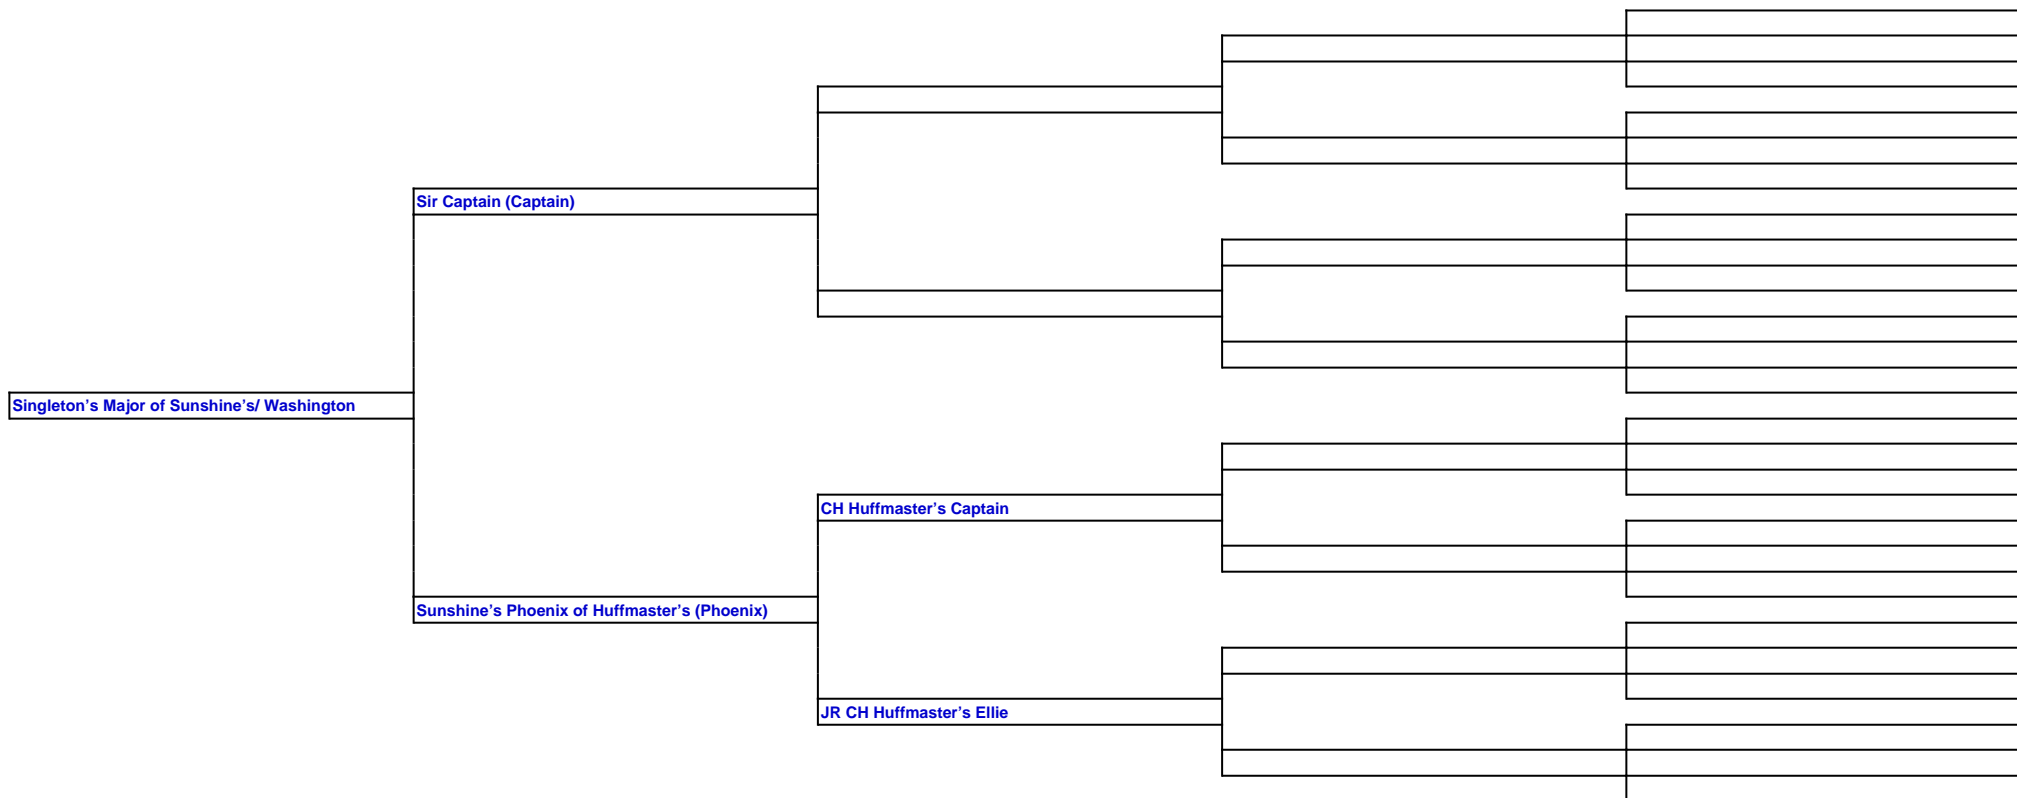 Sir Captain (Captain)
Singleton’s Major of Sunshine’s/ Washington
CH Huffmaster’s Captain
Sunshine’s Phoenix of Huffmaster’s (Phoenix)
JR CH Huffmaster’s Ellie